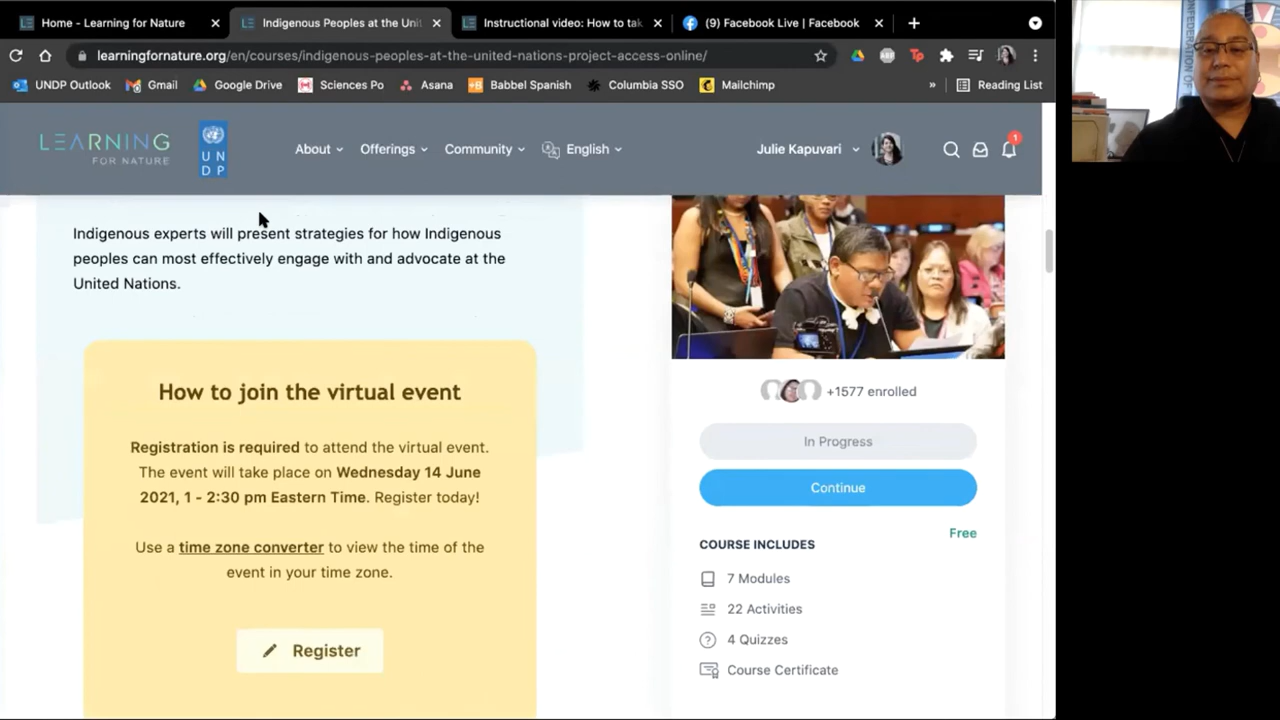 Home - Learning for Nature
Indigenous Peoples at the Unit
Instructional video: How to tak
(9) Facebook Live | Facebook
learningfornature.org/en/courses/indigenous-peoples-at-the-united-nations-project-access-online/
UNDP Outlook
Gmail
Google Drive
Sciences Po
Asana
Babbel Spanish
Columbia SSO
Mailchimp
»
Reading List
LEARNING
FOR NATURE
U N
D P
About
Offerings
Community
English
Julie Kapuvari
1
Indigenous experts will present strategies for how Indigenous
peoples can most effectively engage with and advocate at the
United Nations.
How to join the virtual event
Registration is required to attend the virtual event.
The event will take place on Wednesday 14 June
2021, 1 - 2:30 pm Eastern Time. Register today!
Use a time zone converter to view the time of the
event in your time zone.
Register
+1577 enrolled
In Progress
Continue
Free
COURSE INCLUDES
7 Modules
22 Activities
4 Quizzes
Course Certificate